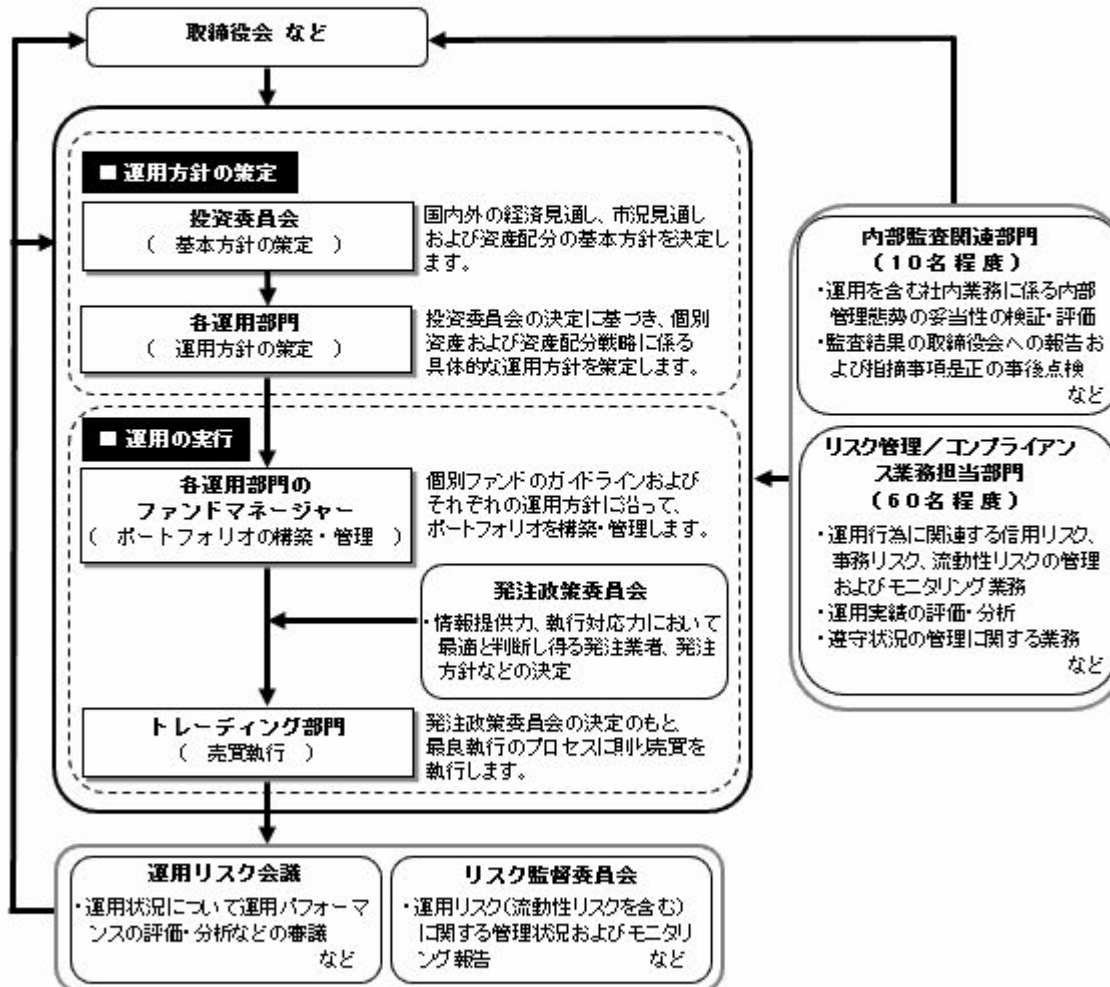 取締役会 など
■ 運用方針の策定
投資委員会
（ 基本方針の策定 ）
国内外の経済見通し、市況見通し
および資産配分の基本方針を決定し
ます。
各運用部門
（ 運用方針の策定 ）
投資委員会の決定に基づき、個別
資産および資産配分戦略に係る
具体的な運用方針を策定します。
■ 運用の実行
各運用部門の
ファンドマネージャー
（ ポートフォリオの構築・管理 ）
個別ファンドのガイドラインおよび
それぞれの運用方針に沿って、
ポートフォリオを構築・管理します。
発注政策委員会
・情報提供力、執行対応力において
最適と判断し得る発注業者、発注
方針などの決定
トレーディング部門
（ 売買執行 ）
発注政策委員会の決定のもと、
最良執行のプロセスに則り売買を
執行します。
内部監査関連部門
（１０名程度）
・運用を含む社内業務に係る内部
管理態勢の妥当性の検証・評価
・監査結果の取締役会への報告お
よび指摘事項是正の事後点検
など
リスク管理／コンプライアン
ス業務担当部門
（６０名程度）
・運用行為に関連する信用リスク、
事務リスク、流動性リスクの管理
およびモニタリング業務
・運用実績の評価・分析
・遵守状況の管理に関する業務
など
運用リスク会議
・運用状況について運用パフォーマ
ンスの評価・分析などの審議
など
リスク監督委員会
・運用リスク(流動性リスクを含む)
に関する管理状況およびモニタリ
ング報告 など